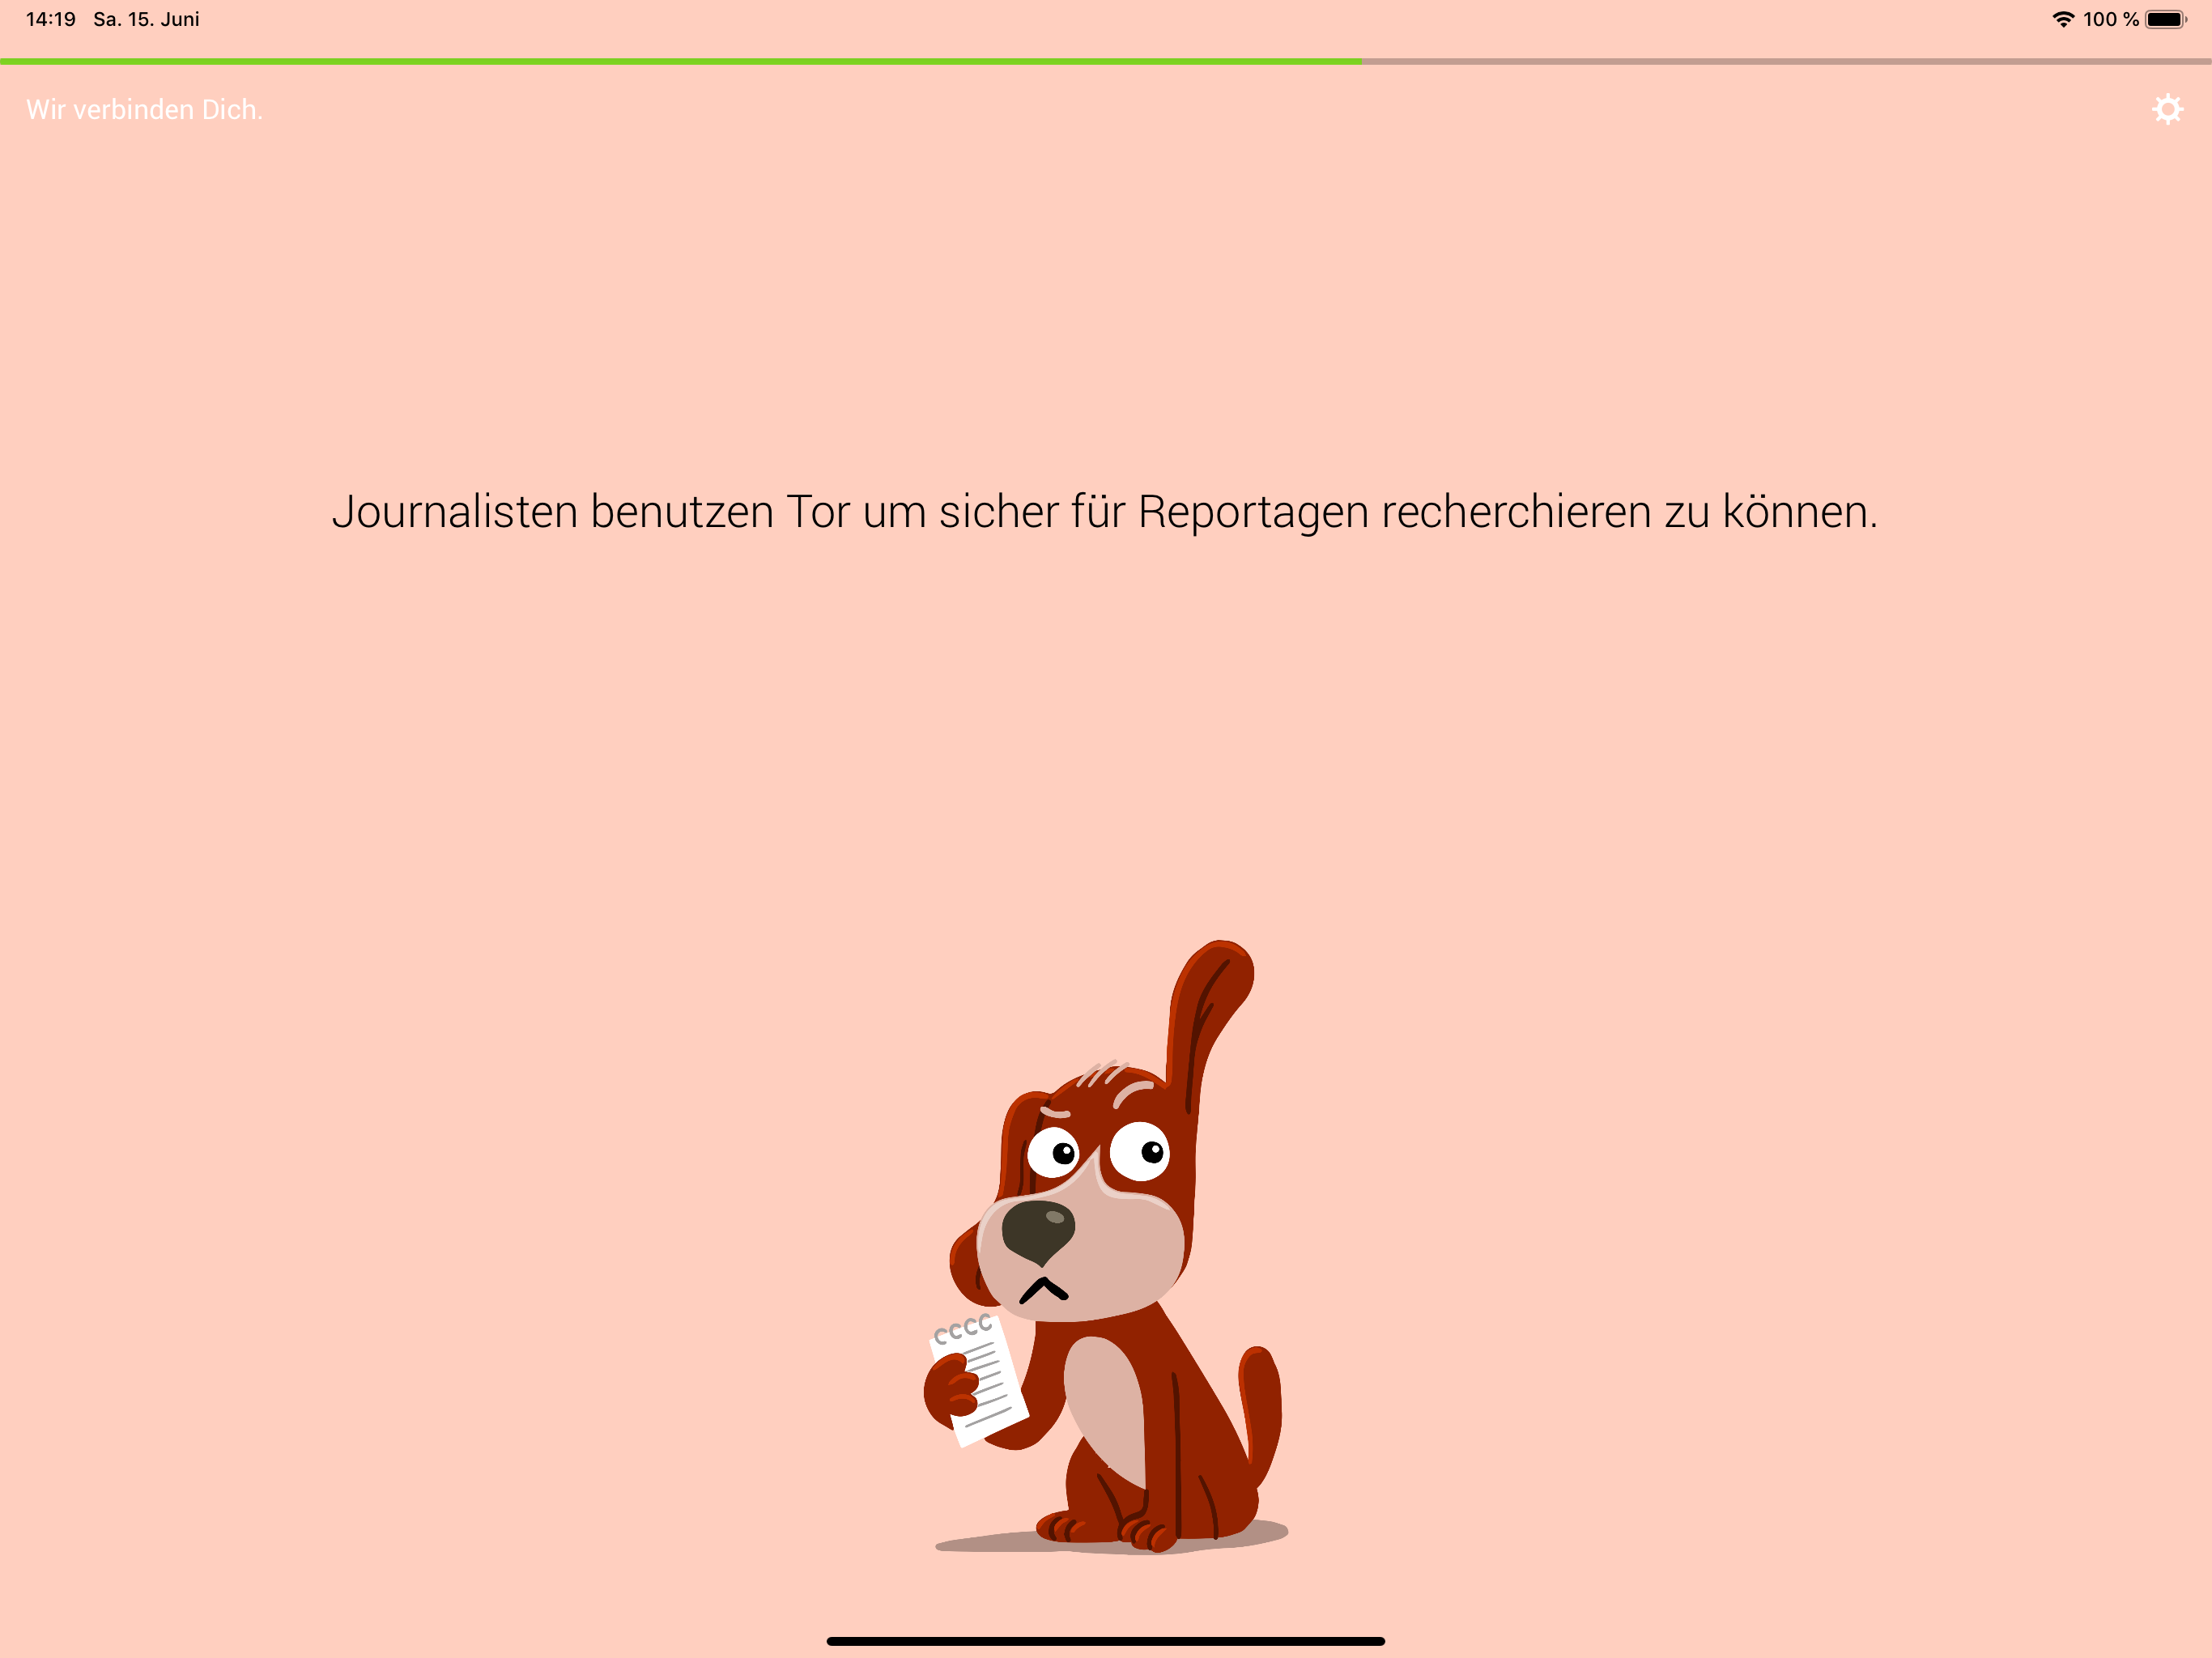 14:19 Sa. 15. Juni 100 %
Wir verbinden Dich.
Journalisten benutzen Tor um sicher für Reportagen recherchieren zu können.